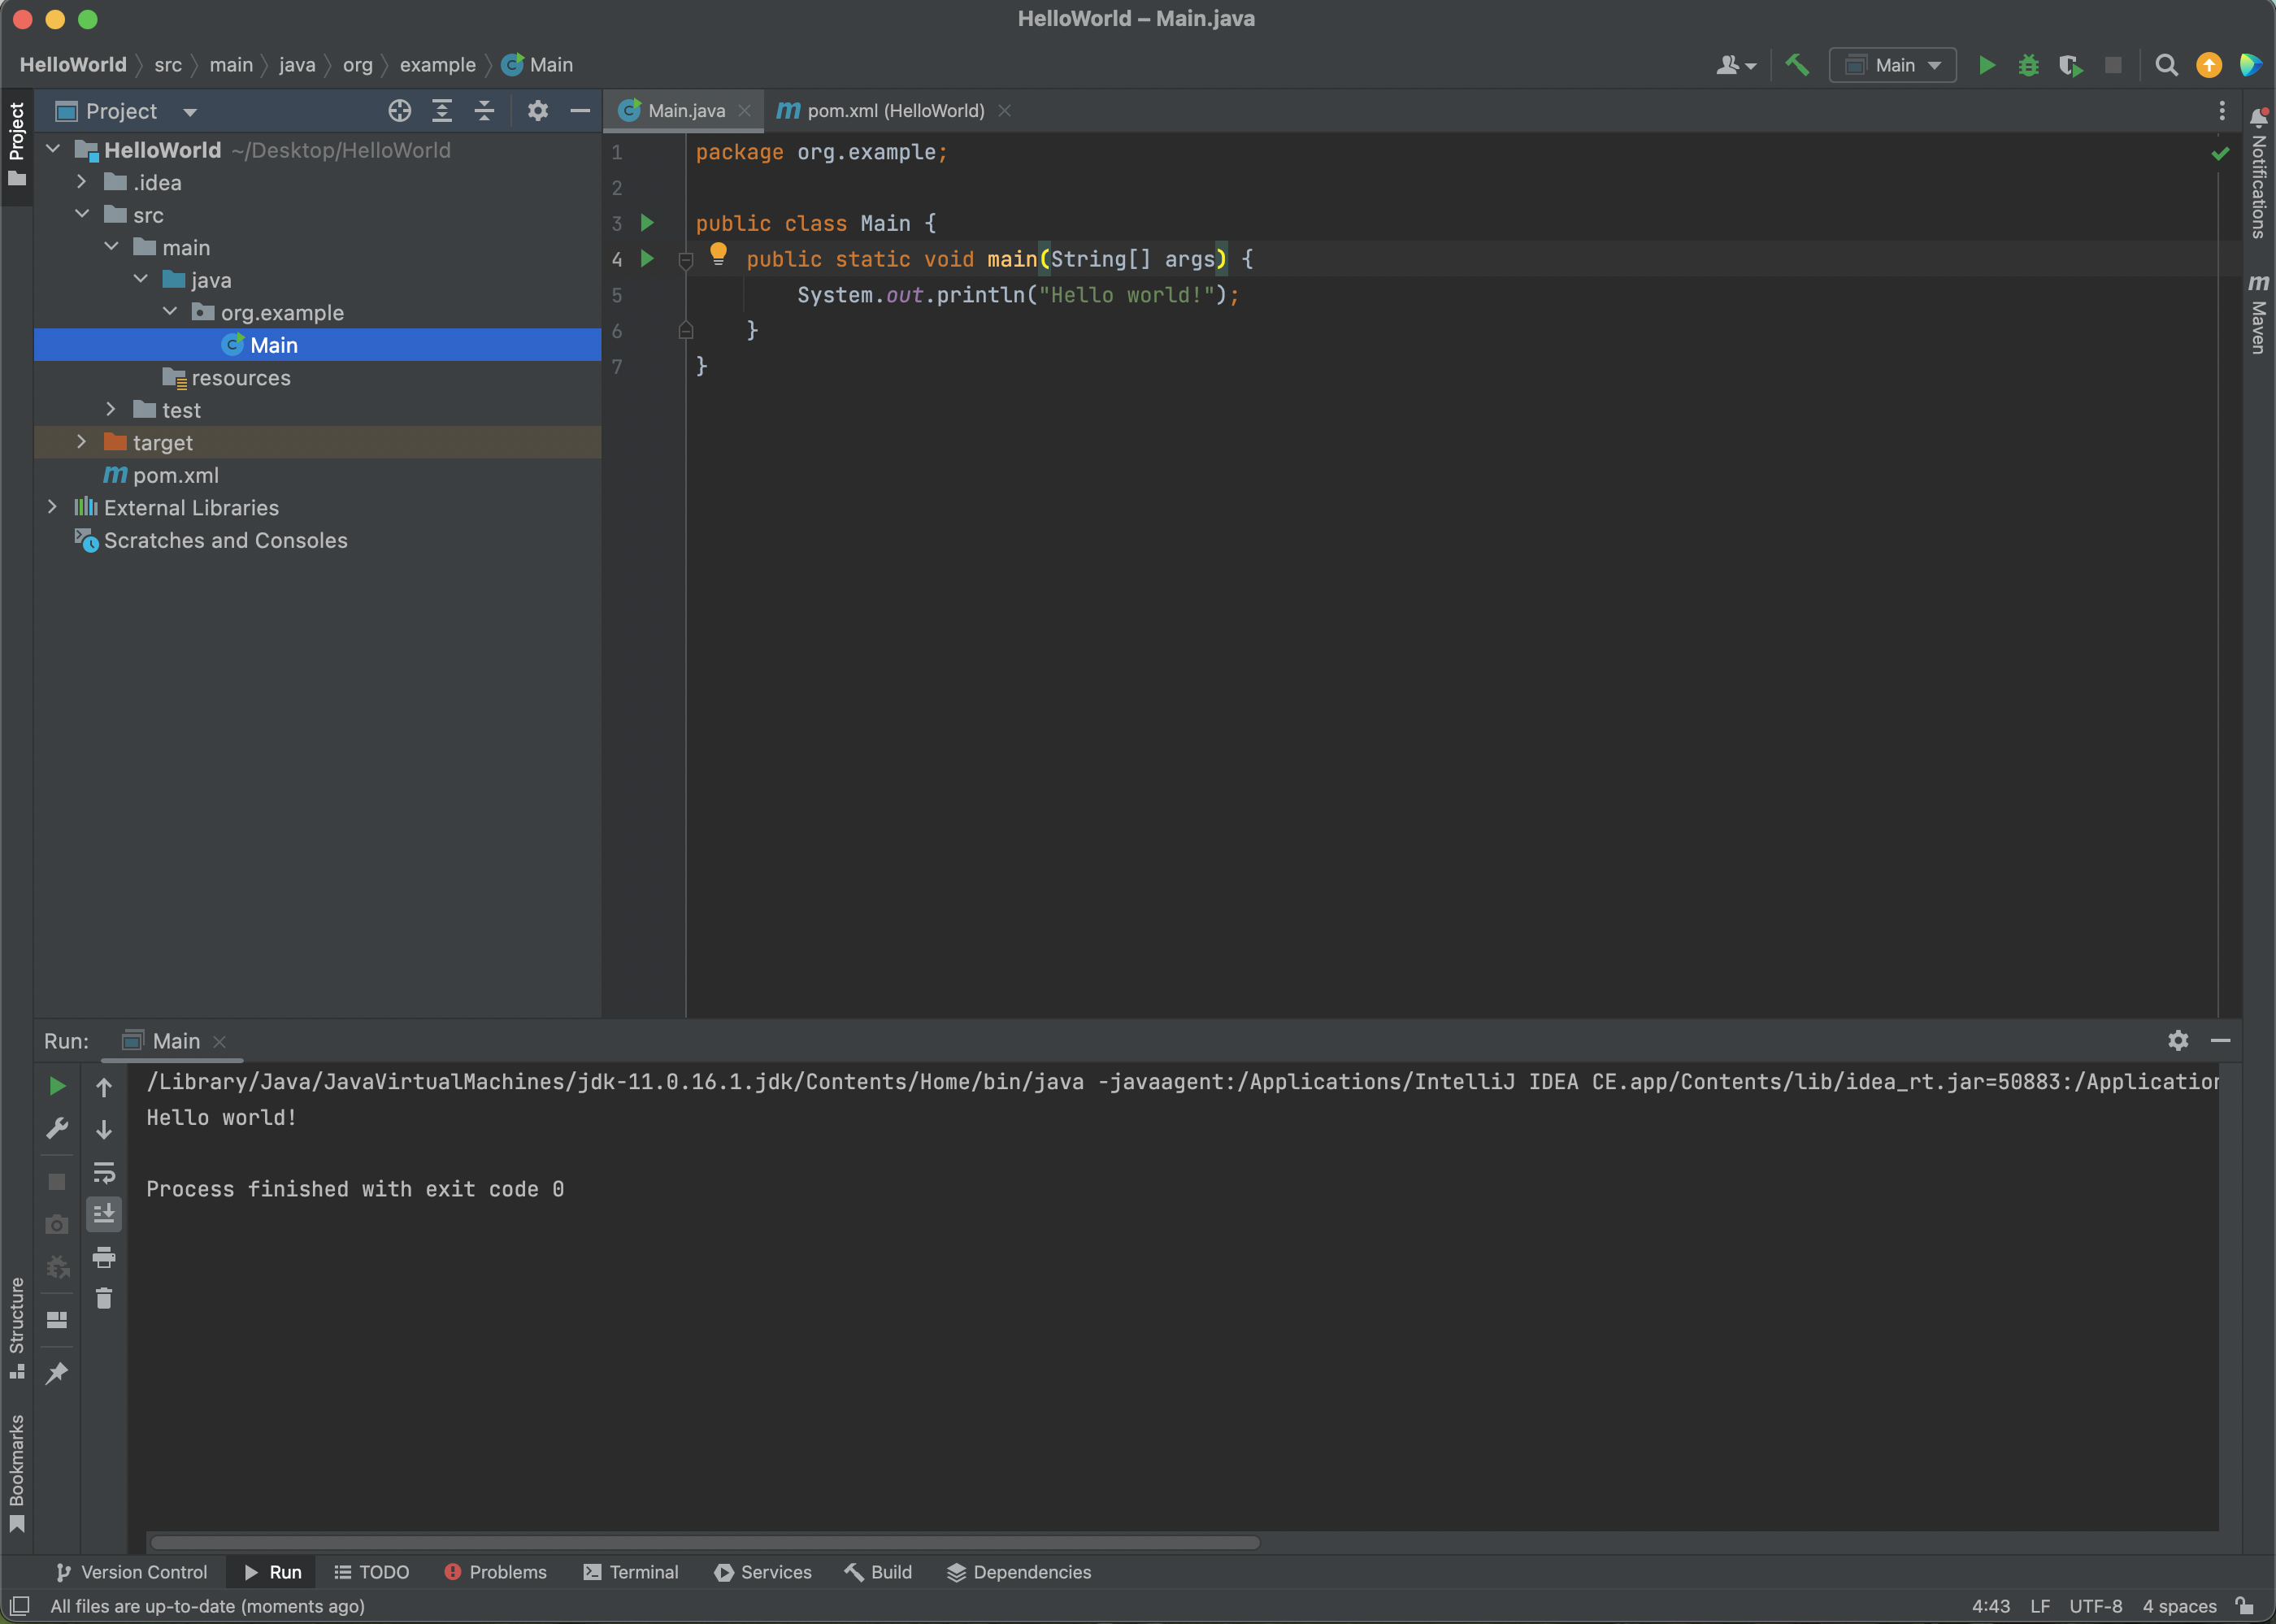 HelloWorld – Main.java
HelloWorld src main java org example Main
Main
Project
Main.java
pom.xml (HelloWorld)
Project
HelloWorld ~/Desktop/HelloWorld
.idea
src
main
java
org.example
Main
resources
test
target
pom.xml
External Libraries
Scratches and Consoles
1 package org.example;
2
3 public class Main {
4 public static void main(String[] args) {
5 System.out.println("Hello world!");
6 }
7 }
Notifications
Maven
Run: Main
/Library/Java/JavaVirtualMachines/jdk-11.0.16.1.jdk/Contents/Home/bin/java -javaagent:/Applications/IntelliJ IDEA CE.app/Contents/lib/idea_rt.jar=50883:/Application
Hello world!
Process finished with exit code 0
Structure
Bookmarks
Version Control Run TODO Problems Terminal Services Build Dependencies
All files are up-to-date (moments ago) 4:43 LF UTF-8 4 spaces